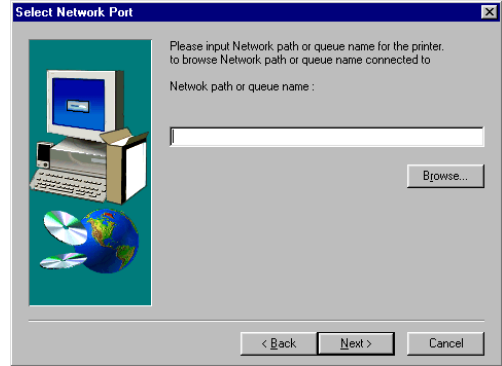 Select Network Port
Please input Network path or queue name for the printer.
to browse Network path or queue name connected to
Netwok path or queue name :
Browse...
< Back
Next >
Cancel